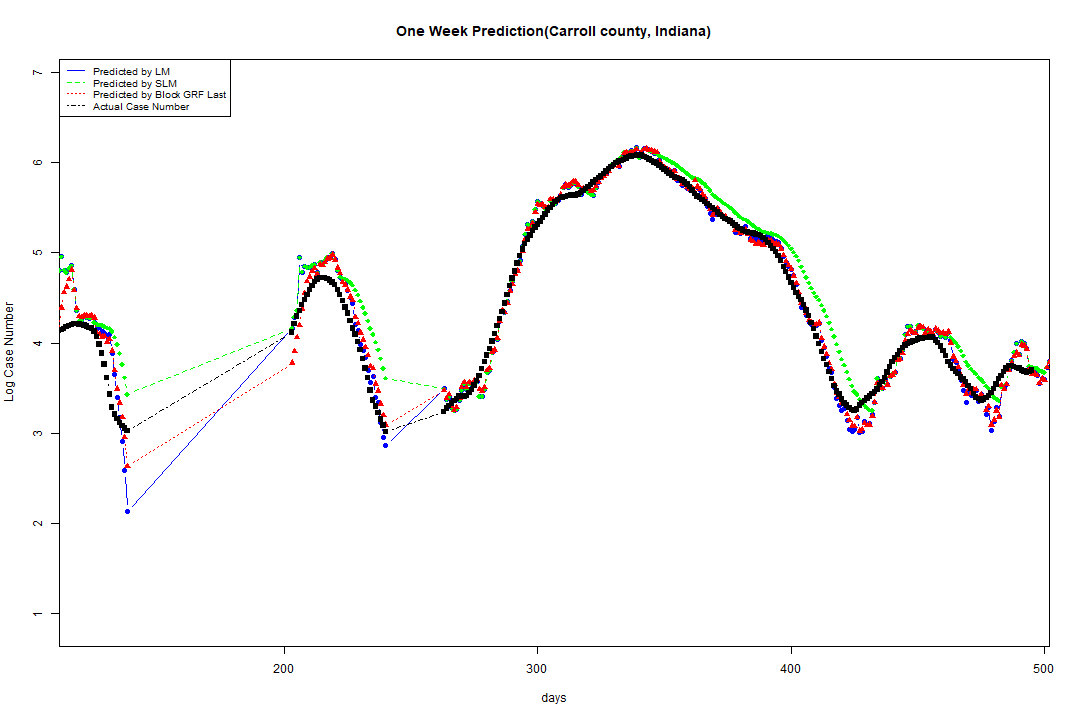 One Week Prediction(Carroll county, Indiana)
Predicted by LM
Predicted by SLM
Predicted by Block GRF Last
Actual Case Number
7
6
5
4
3
2
1
Log Case Number
200
300
400
500
days